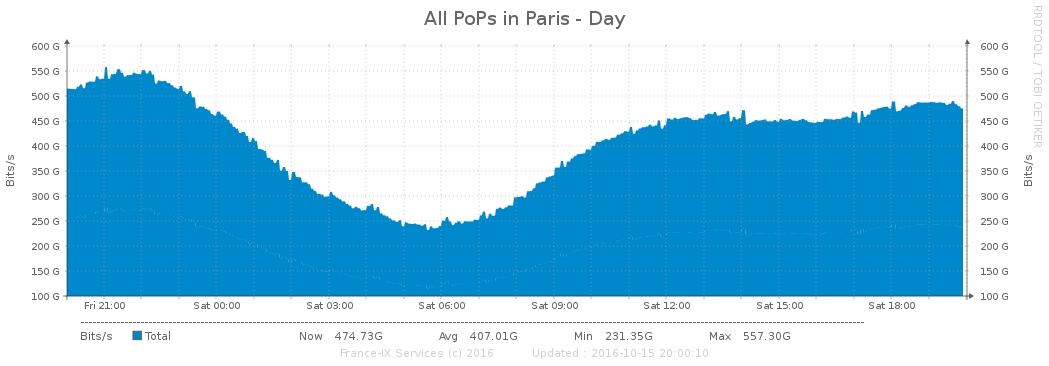 All PoPs in Paris - Day
RRDTOOL / TOBI OETIKER
Bits/s
600 G 600 G
550 G 550 G
500 G 500 G
450 G 450 G
400 G 400 G
350 G 350 G
300 G 300 G
250 G 250 G
200 G 200 G
150 G 150 G
100 G 100 G
Bits/s
Fri 21:00 Sat 00:00 Sat 03:00 Sat 06:00 Sat 09:00 Sat 12:00 Sat 15:00 Sat 18:00
Bits/s Total Now 474.73G Avg 407.01G Min 231.35G Max 557.30G
France-IX Services (c) 2016 Updated : 2016-10-15 20:00:10